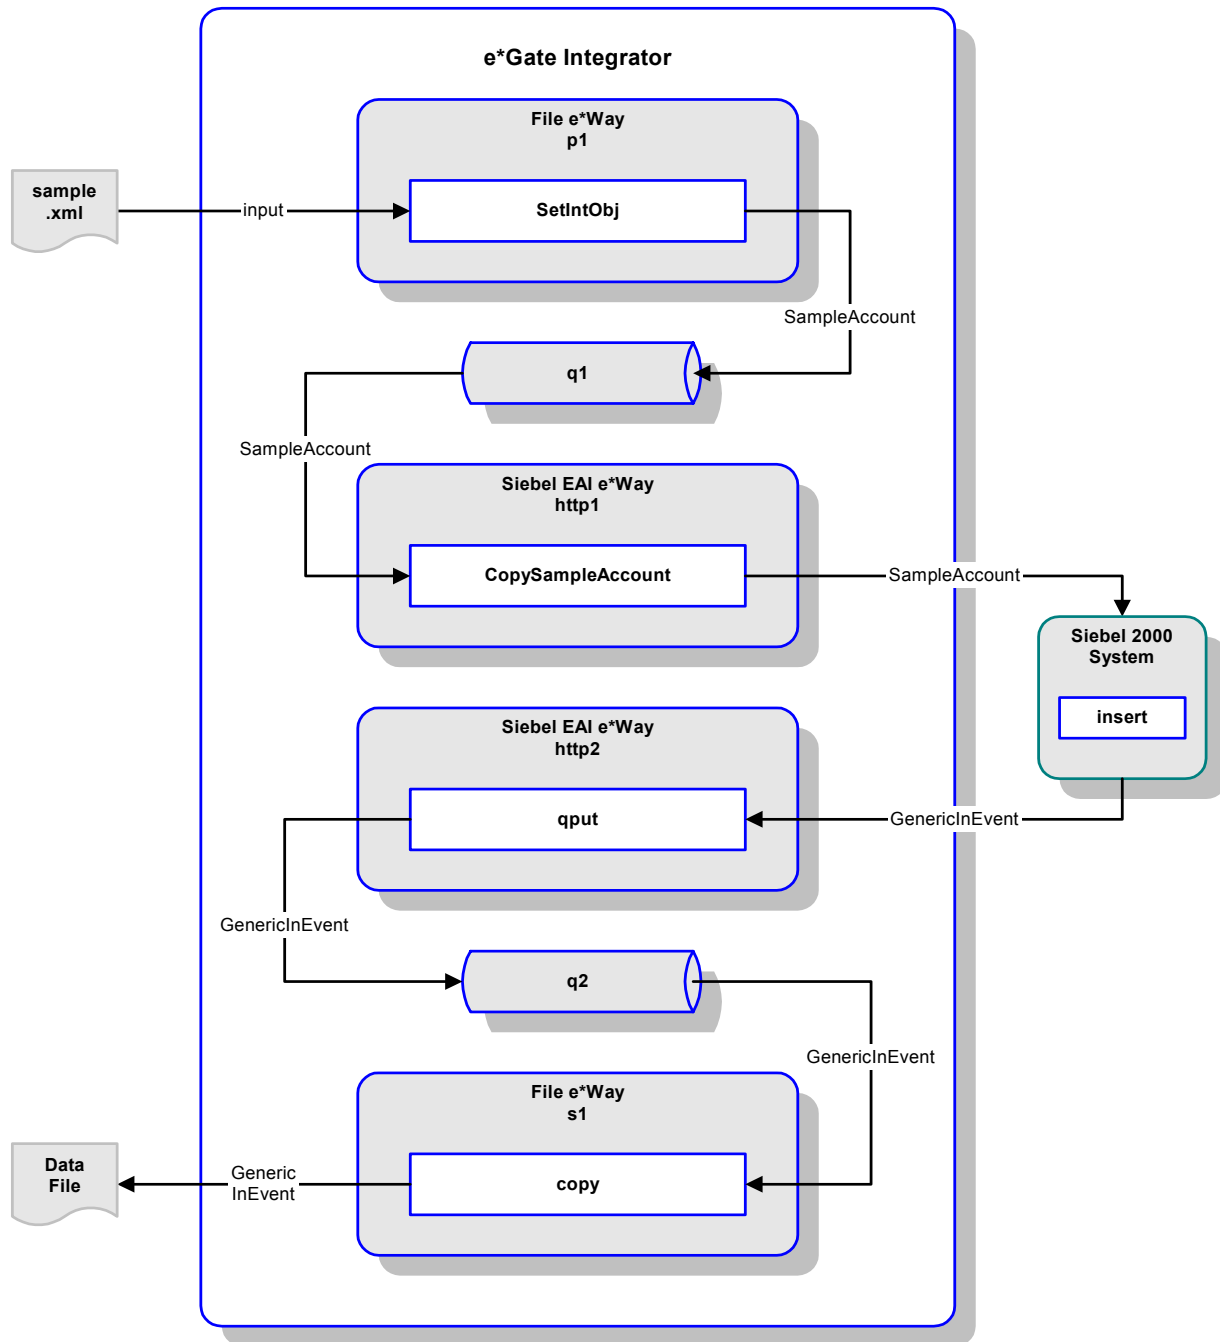 e*Gate Integrator
File e*Way
p1
sample
.xml
input
SetIntObj
SampleAccount
q1
SampleAccount
Siebel EAI e*Way
http1
CopySampleAccount
SampleAccount
Siebel 2000
System
insert
Siebel EAI e*Way
http2
qput
GenericInEvent
GenericInEvent
q2
GenericInEvent
File e*Way
s1
Data
File
Generic
InEvent
copy